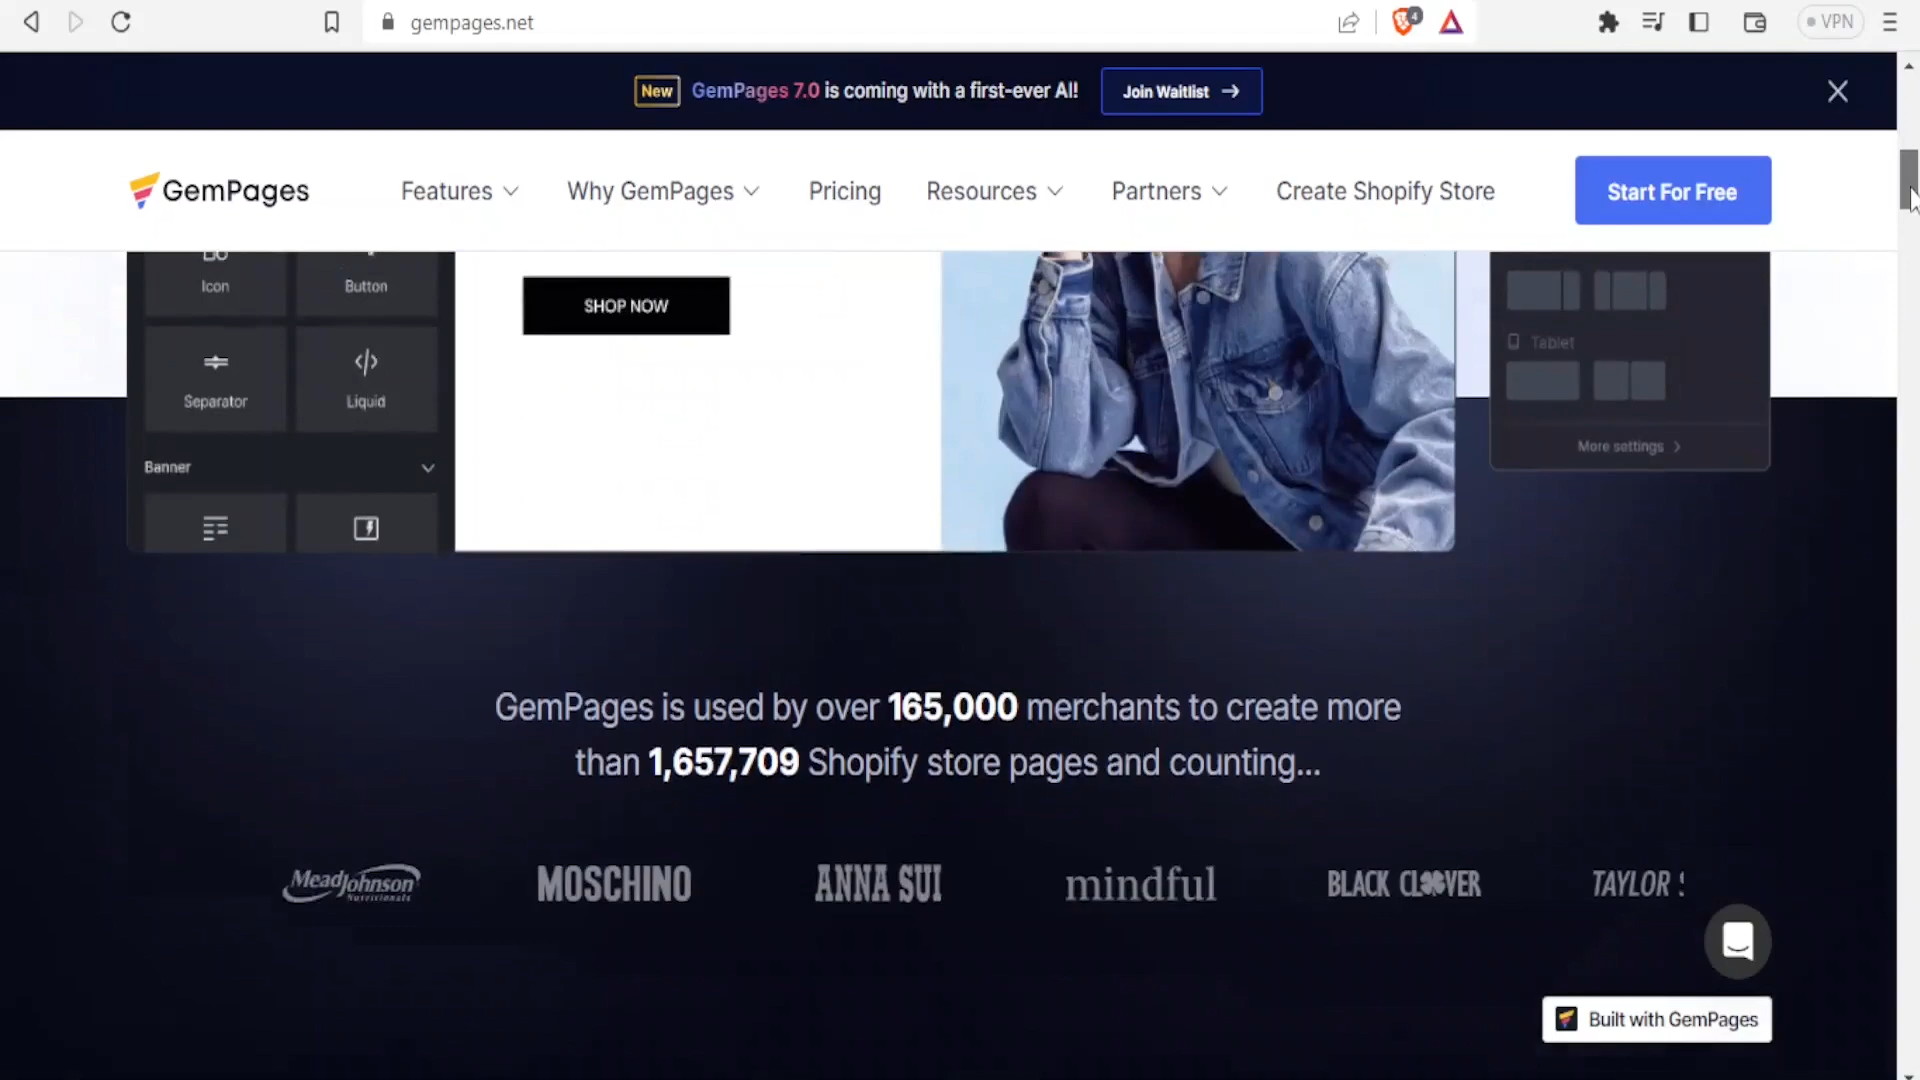 gempages.net
4
VPN
New GemPages 7.0 is coming with a first-ever AI! Join Waitlist
GemPages
Features
Why GemPages
Pricing
Resources
Partners
Create Shopify Store
Start For Free
Icon
Button
SHOP NOW
Tablet
Separator
Liquid
More settings
Banner
GemPages is used by over 165,000 merchants to create more
than 1,657,709 Shopify store pages and counting...
MeadJohnson
Nutritionals
MOSCHINO
ANNA SUI
mindful
BLACK CLOVER
TAYLOR
Built with GemPages